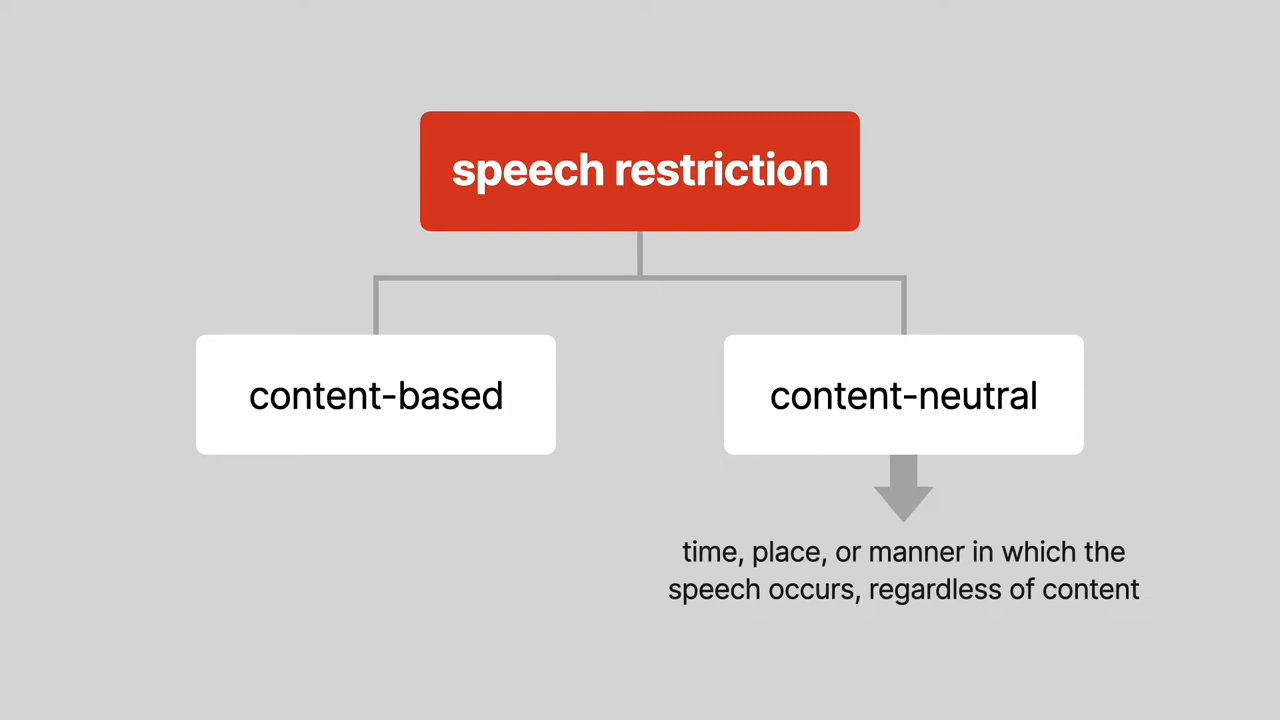 speech restriction
content-based
content-neutral
time, place, or manner in which the
speech occurs, regardless of content